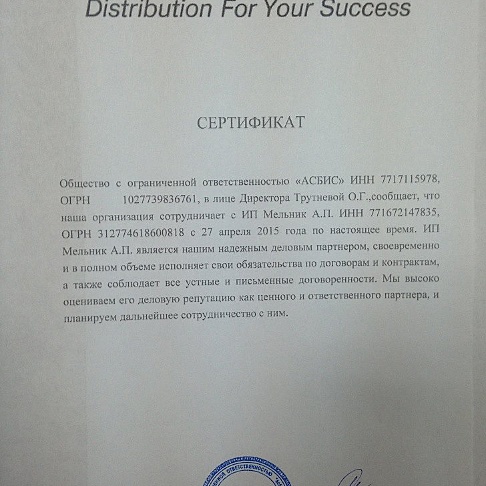 Distribution For Your Success
СЕРТИФИКАТ
Общество с ограниченной ответственностью «АСБИС» ИНН 7717115978,
ОГРН 1027739836761, в лице Директора Трутневой О.Г.,сообщает, что
наша организация сотрудничает с ИП Мельник А.П. ИНН 771672147835,
ОГРН 312774618600818 с 27 апреля 2015 года по настоящее время. ИП
Мельник А.П. является нашим надежным деловым партнером, своевременно
и в полном объеме исполняет свои обязательства по договорам и контрактам,
а также соблюдает все устные и письменные договоренности. Мы высоко
оцениваем его деловую репутацию как ценного и ответственного партнера, и
планируем дальнейшее сотрудничество с ним.
ОТВЕТСТВЕННОСТЬЮ